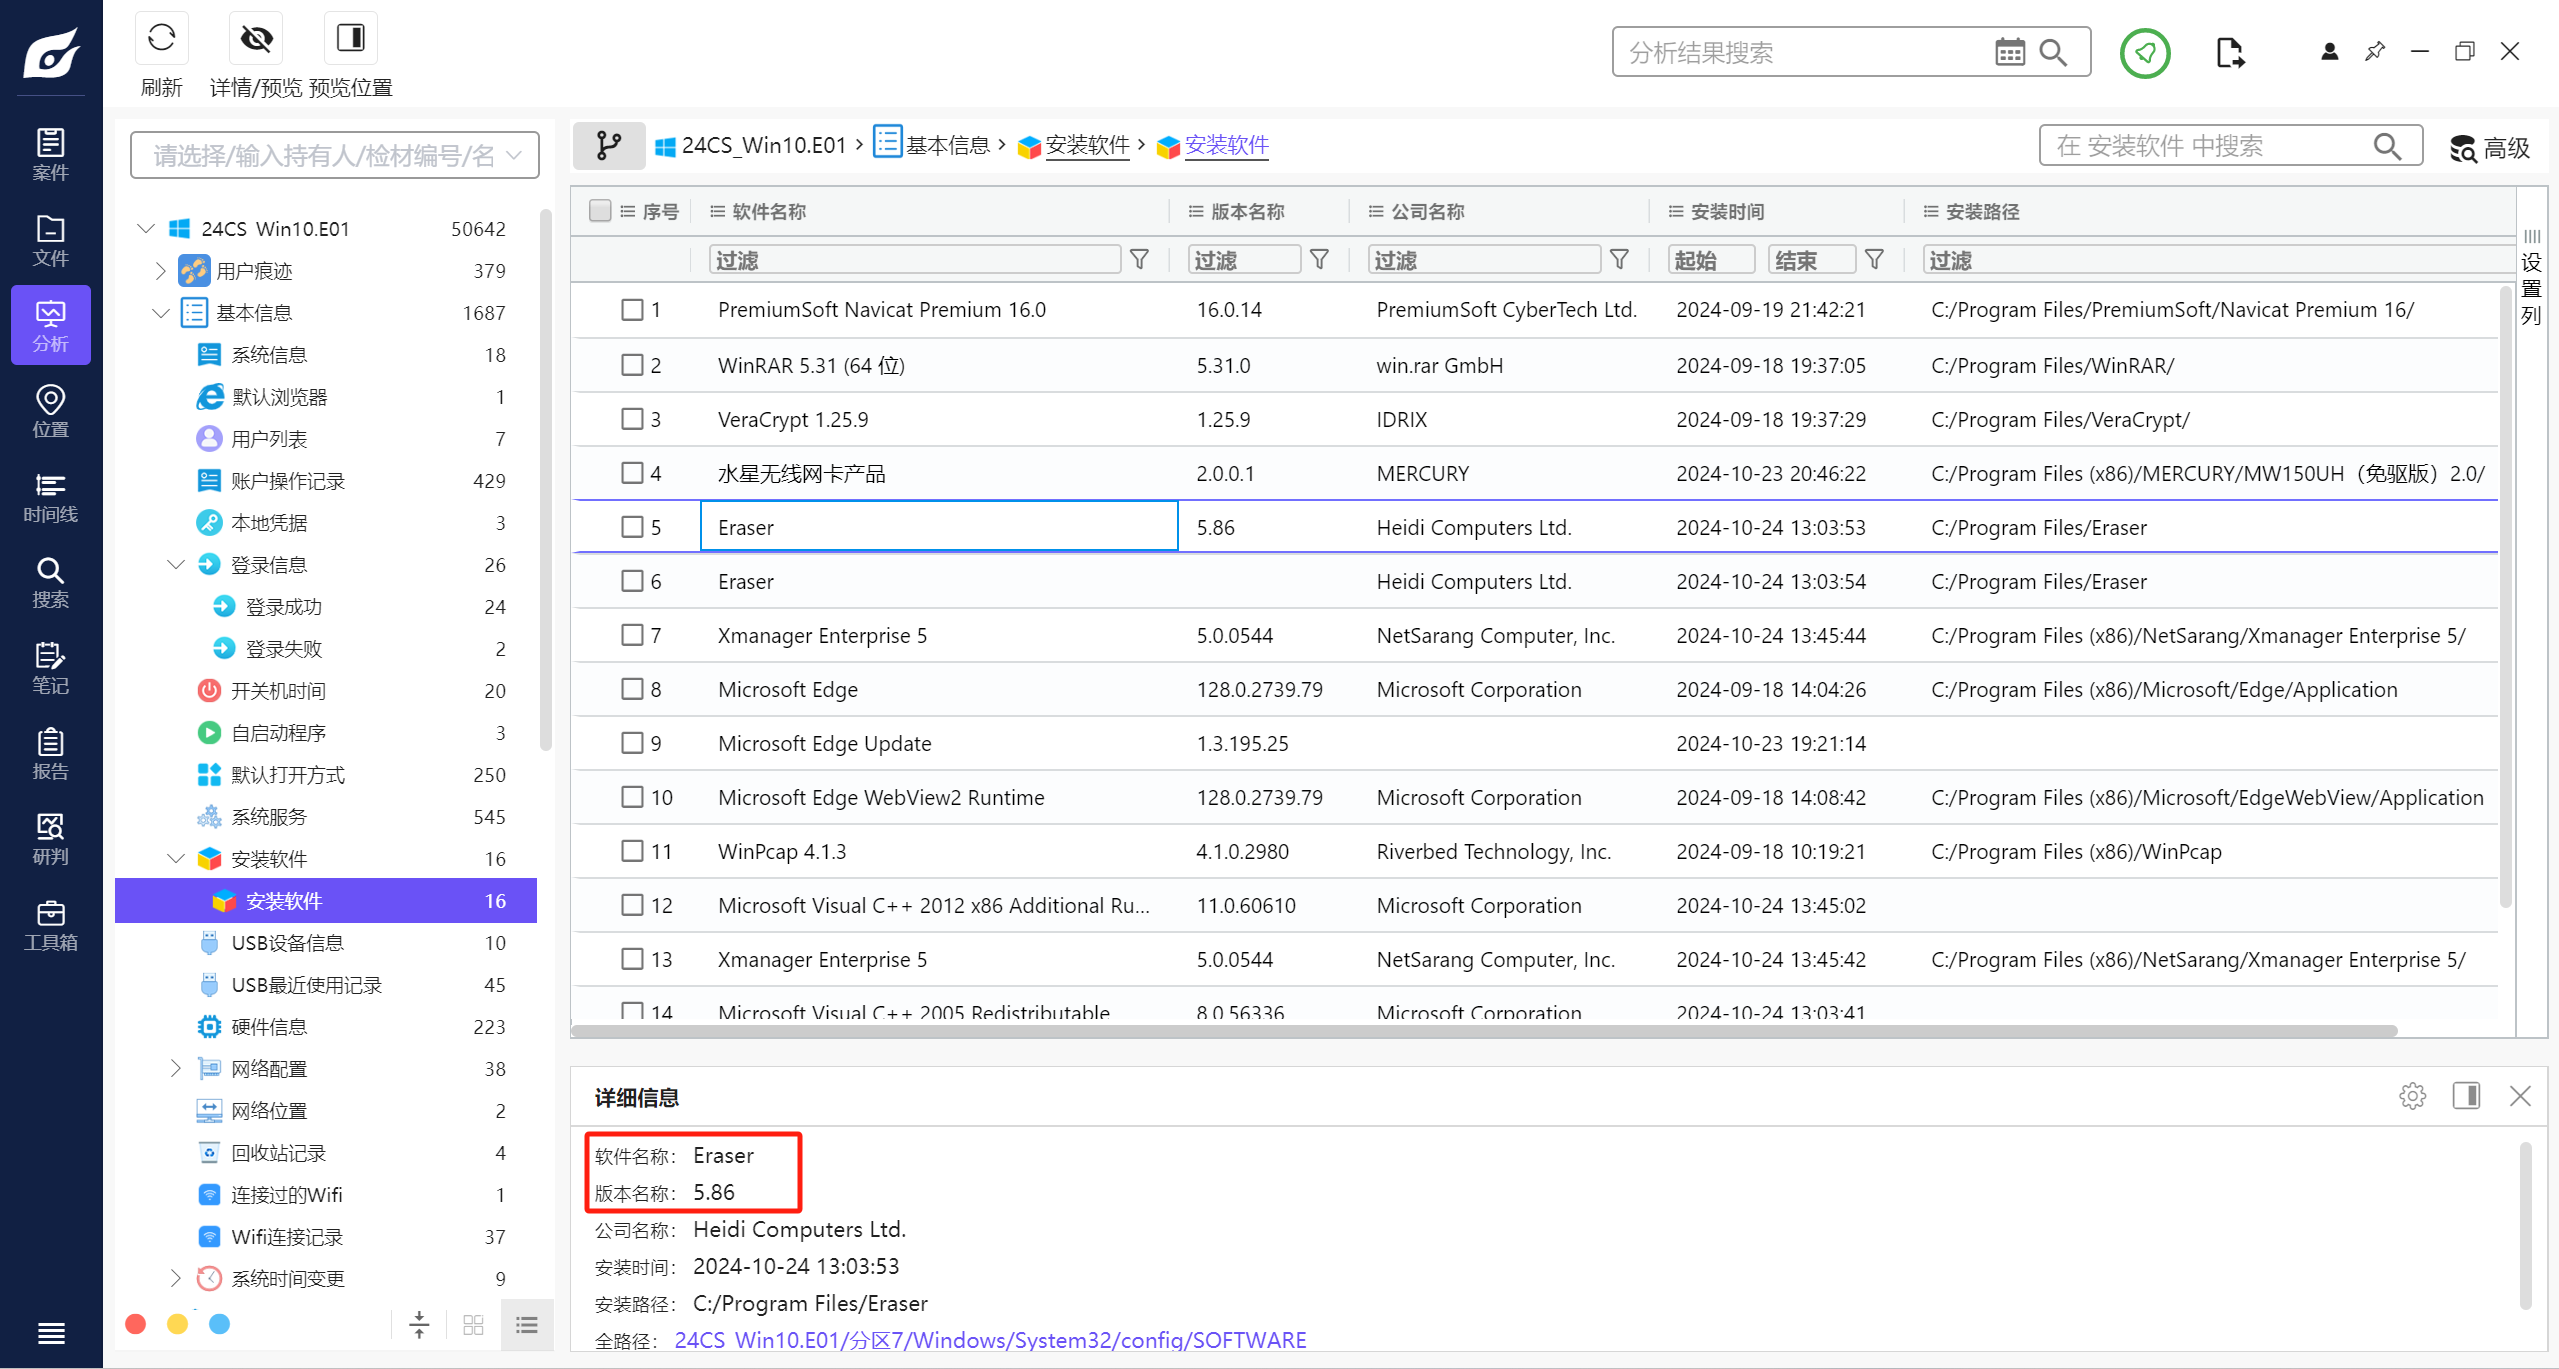 刷新
详情/预览
预览位置
分析结果搜索
案件
文件
分析
位置
时间线
搜索
笔记
报告
研判
工具箱
请选择/输入持有人/检材编号/名
24CS_Win10.E01 50642
用户痕迹 379
基本信息 1687
系统信息 18
默认浏览器 1
用户列表 7
账户操作记录 429
本地凭据 3
登录信息 26
登录成功 24
登录失败 2
开关机时间 20
自启动程序 3
默认打开方式 250
系统服务 545
安装软件 16
安装软件 16
USB设备信息 10
USB最近使用记录 45
硬件信息 223
网络配置 38
网络位置 2
回收站记录 4
连接过的Wifi 1
Wifi连接记录 37
系统时间变更 9
24CS_Win10.E01 › 基本信息 › 安装软件 › 安装软件
在 安装软件 中搜索
高级
序号 软件名称 版本名称 公司名称 安装时间 安装路径
过滤 过滤 过滤 起始 结束 过滤
设置列
1 PremiumSoft Navicat Premium 16.0 16.0.14 PremiumSoft CyberTech Ltd. 2024-09-19 21:42:21 C:/Program Files/PremiumSoft/Navicat Premium 16/
2 WinRAR 5.31 (64 位) 5.31.0 win.rar GmbH 2024-09-18 19:37:05 C:/Program Files/WinRAR/
3 VeraCrypt 1.25.9 1.25.9 IDRIX 2024-09-18 19:37:29 C:/Program Files/VeraCrypt/
4 水星无线网卡产品 2.0.0.1 MERCURY 2024-10-23 20:46:22 C:/Program Files (x86)/MERCURY/MW150UH（免驱版）2.0/
5 Eraser 5.86 Heidi Computers Ltd. 2024-10-24 13:03:53 C:/Program Files/Eraser
6 Eraser Heidi Computers Ltd. 2024-10-24 13:03:54 C:/Program Files/Eraser
7 Xmanager Enterprise 5 5.0.0544 NetSarang Computer, Inc. 2024-10-24 13:45:44 C:/Program Files (x86)/NetSarang/Xmanager Enterprise 5/
8 Microsoft Edge 128.0.2739.79 Microsoft Corporation 2024-09-18 14:04:26 C:/Program Files (x86)/Microsoft/Edge/Application
9 Microsoft Edge Update 1.3.195.25 2024-10-23 19:21:14
10 Microsoft Edge WebView2 Runtime 128.0.2739.79 Microsoft Corporation 2024-09-18 14:08:42 C:/Program Files (x86)/Microsoft/EdgeWebView/Application
11 WinPcap 4.1.3 4.1.0.2980 Riverbed Technology, Inc. 2024-09-18 10:19:21 C:/Program Files (x86)/WinPcap
12 Microsoft Visual C++ 2012 x86 Additional Ru... 11.0.60610 Microsoft Corporation 2024-10-24 13:45:02
13 Xmanager Enterprise 5 5.0.0544 NetSarang Computer, Inc. 2024-10-24 13:45:42 C:/Program Files (x86)/NetSarang/Xmanager Enterprise 5/
14 Microsoft Visual C++ 2005 Redistributable 8.0.56336 Microsoft Corporation 2024-10-24 13:03:41
详细信息
软件名称： Eraser
版本名称： 5.86
公司名称： Heidi Computers Ltd.
安装时间： 2024-10-24 13:03:53
安装路径： C:/Program Files/Eraser
全路径： 24CS_Win10.E01/分区7/Windows/System32/config/SOFTWARE